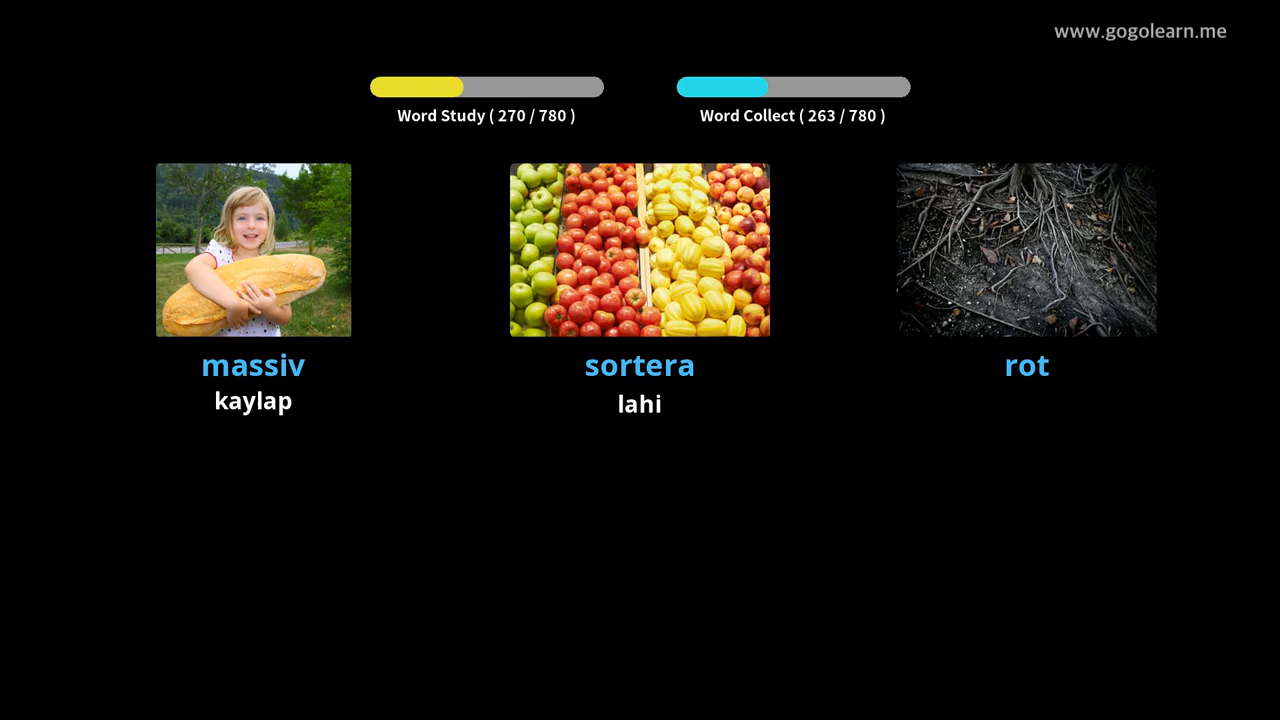 www.gogolearn.me
Word Study ( 270 / 780 )
Word Collect ( 263 / 780 )
massiv
kaylap
sortera
lahi
rot